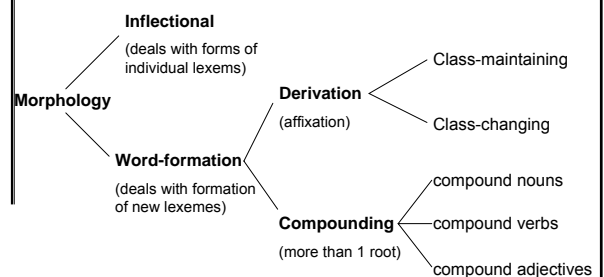 Inflectional
(deals with forms of
individual lexems)
Morphology
Word-formation
(deals with formation
of new lexemes)
Derivation
(affixation)
Class-maintaining
Class-changing
Compounding
(more than 1 root)
compound nouns
compound verbs
compound adjectives